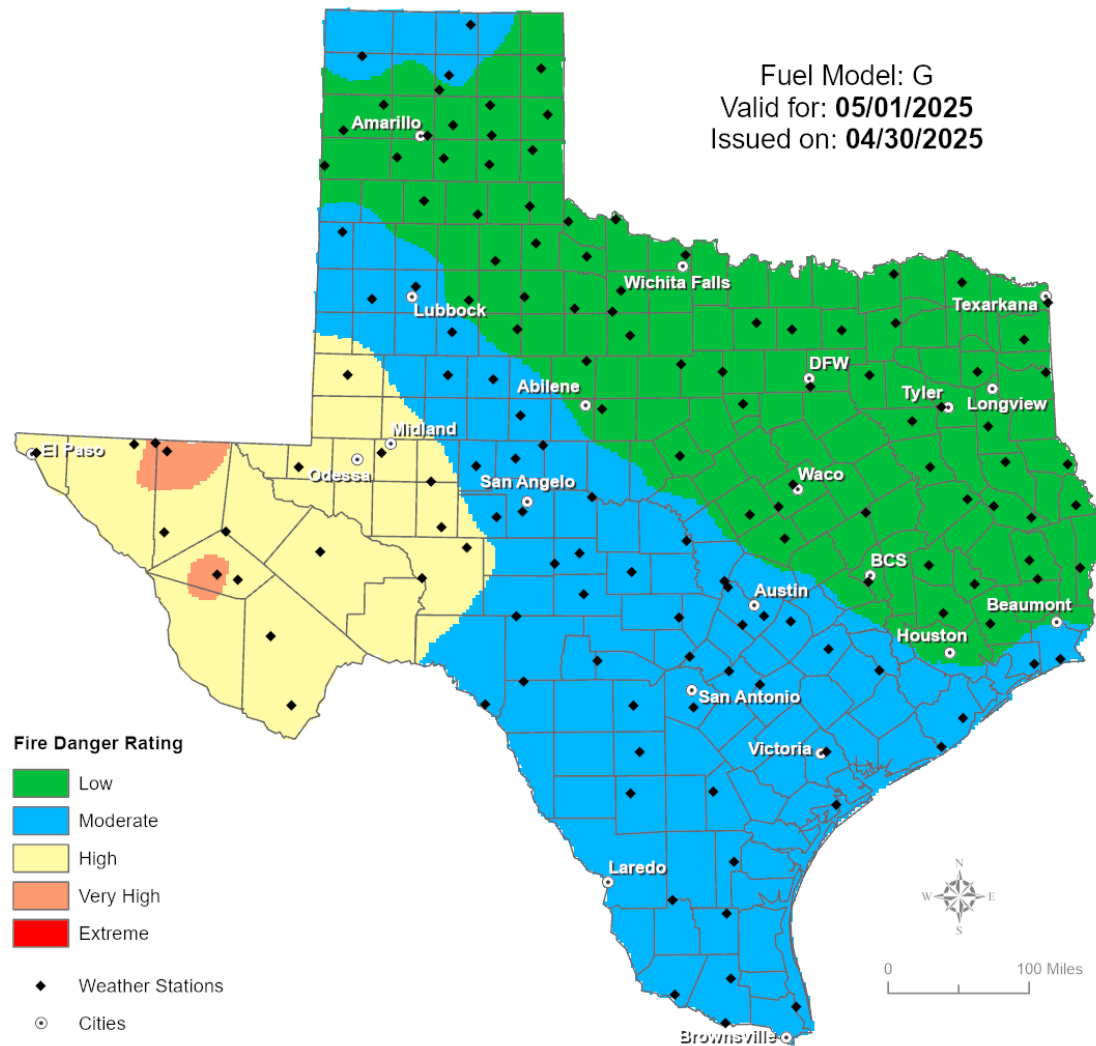 Fuel Model: G
Valid for: 05/01/2025
Issued on: 04/30/2025
Amarillo
Wichita Falls
Lubbock
Texarkana
DFW
Abilene
Tyler
Longview
Midland
El Paso
Odessa
Waco
San Angelo
BCS
Austin
Beaumont
Houston
San Antonio
Victoria
Laredo
Brownsville
Fire Danger Rating
Low
Moderate
High
Very High
Extreme
Weather Stations
Cities
N
W E
S
0 100 Miles